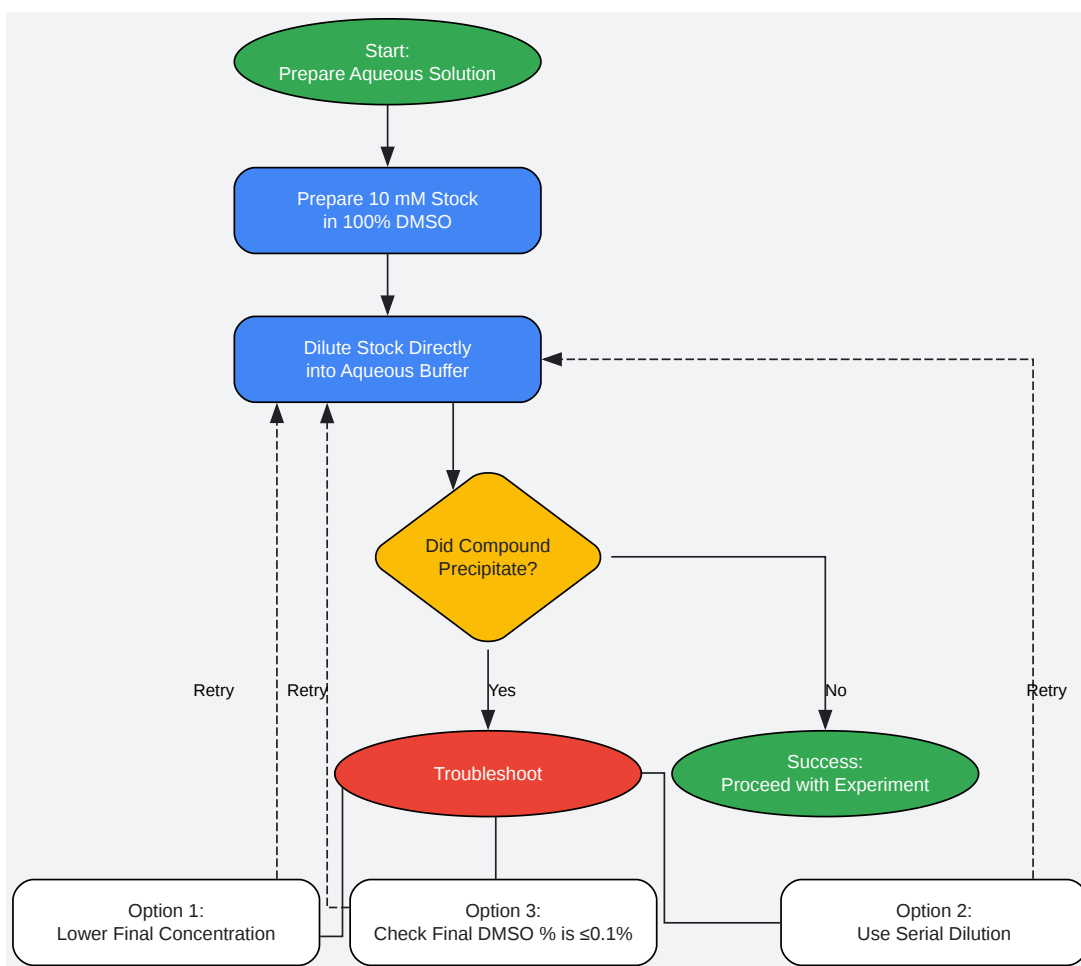 Start:
Prepare Aqueous Solution
Prepare 10 mM Stock
in 100% DMSO
Dilute Stock Directly
into Aqueous Buffer
Did Compound
Precipitate?
Retry
Retry
Yes
No
Retry
Troubleshoot
Success:
Proceed with Experiment
Option 1:
Lower Final Concentration
Option 3:
Check Final DMSO % is ≤0.1%
Option 2:
Use Serial Dilution